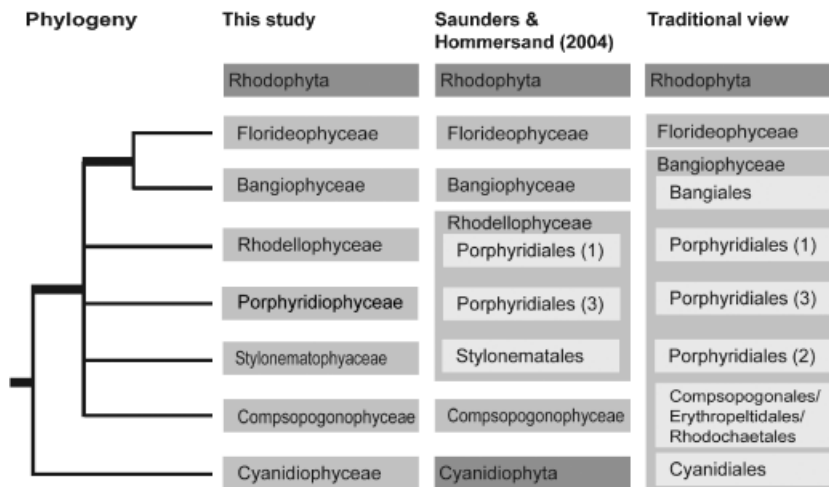 Phylogeny
This study
Saunders &
Hommersand (2004)
Traditional view
Rhodophyta
Rhodophyta
Rhodophyta
Florideophyceae
Florideophyceae
Florideophyceae
Bangiophyceae
Bangiophyceae
Bangiophyceae
Bangiales
Rhodellophyceae
Rhodellophyceae
Porphyridiales (1)
Porphyridiales (1)
Porphyridiophyceae
Porphyridiales (3)
Porphyridiales (3)
Stylonematophyaceae
Stylonematales
Porphyridiales (2)
Compsopogonophyceae
Compsopogonophyceae
Compsopogonales/
Erythropeltidales/
Rhodochaetales
Cyanidiophyceae
Cyanidiophyta
Cyanidiales